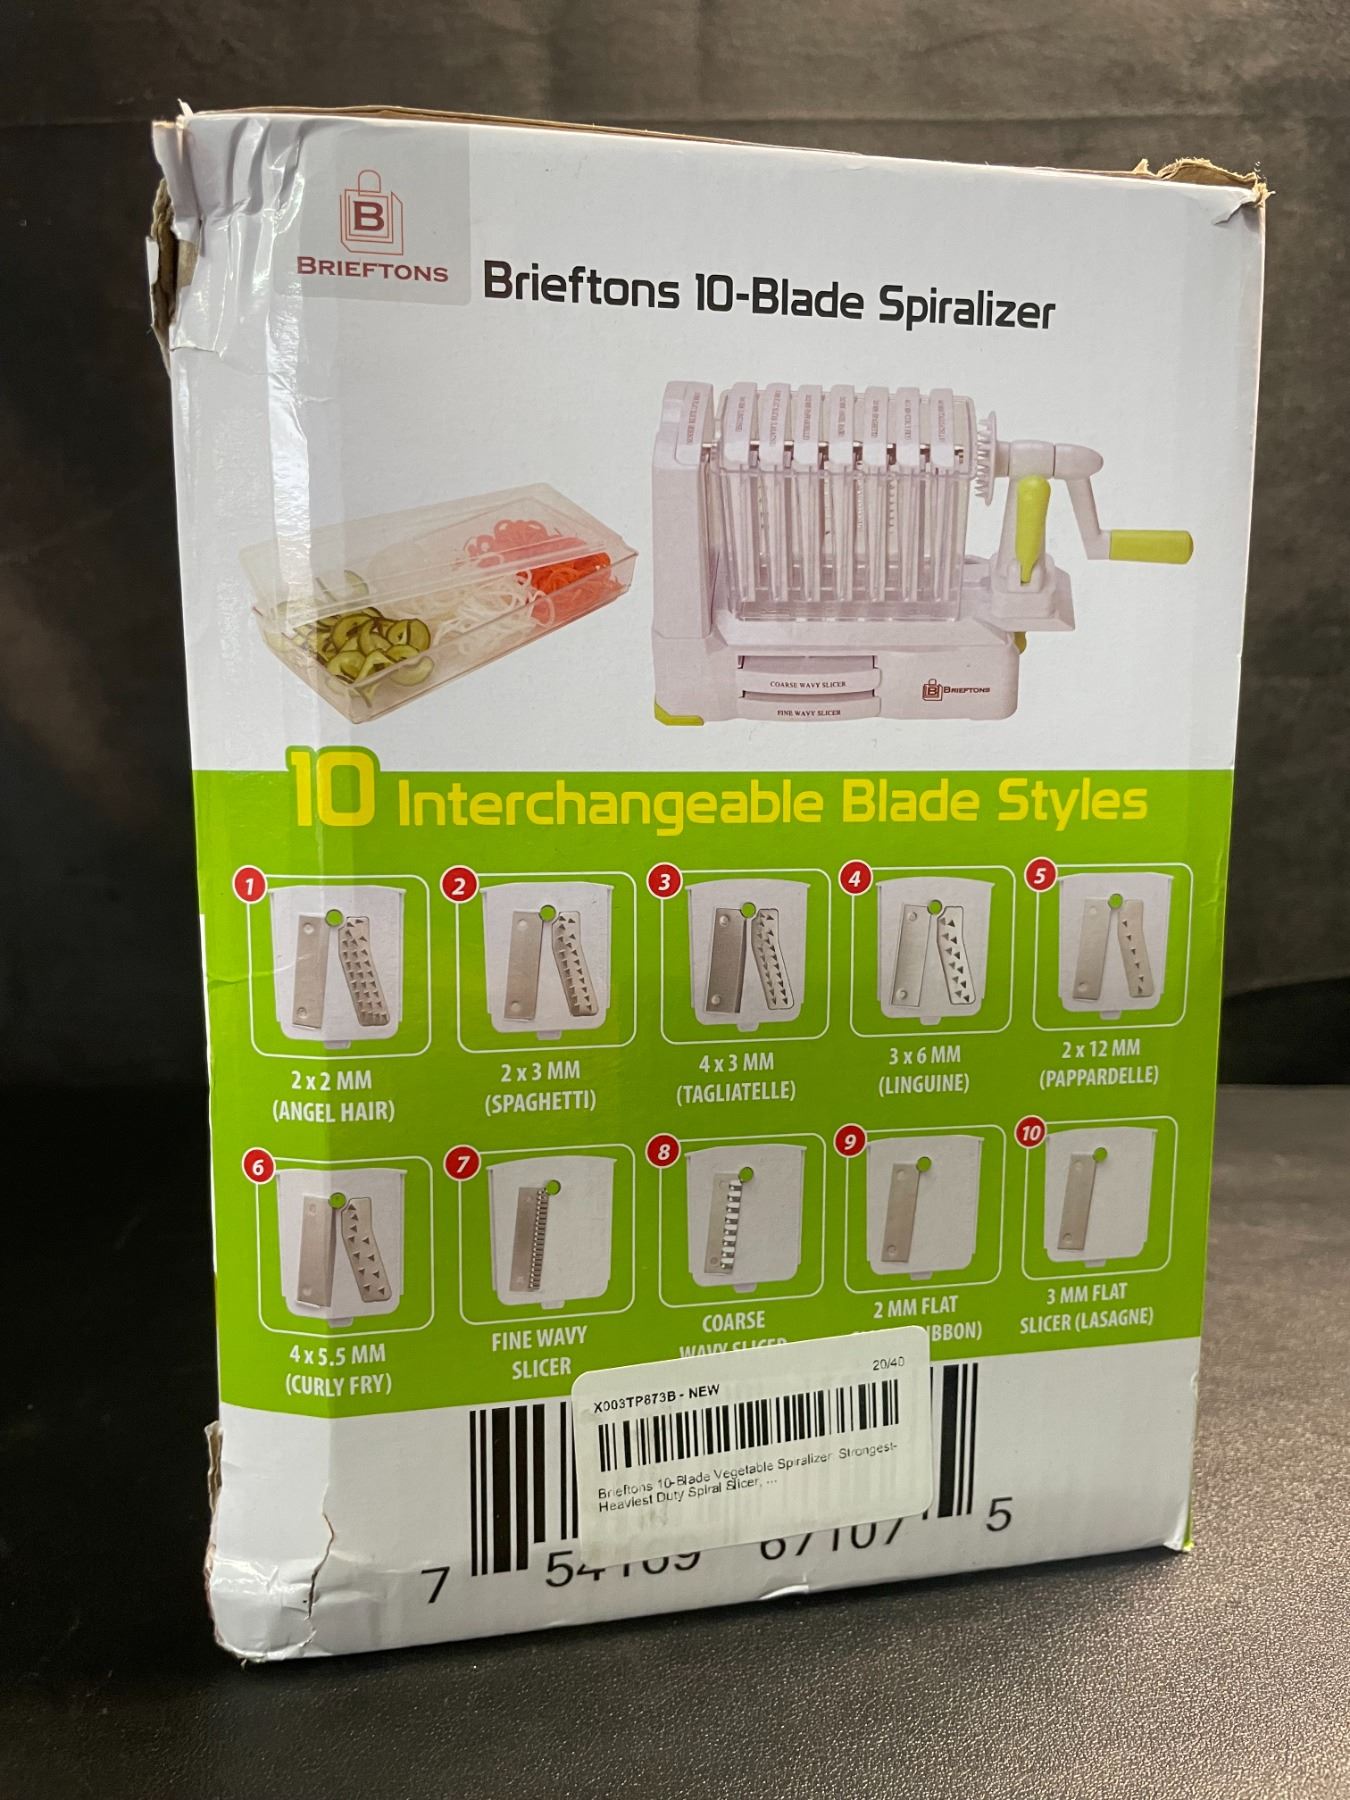 B
BRIEFTONS
Brieftons 10-Blade Spiralizer
COARSE WAVY SLICER
FINE WAVY SLICER
B BRIEFTONS
10 Interchangeable Blade Styles
1
2
3
4
5
2 x 2 MM
(ANGEL HAIR)
2 x 3 MM
(SPAGHETTI)
4 x 3 MM
(TAGLIATELLE)
3 x 6 MM
(LINGUINE)
2 x 12 MM
(PAPPARDELLE)
6
7
8
9
10
4 x 5.5 MM
(CURLY FRY)
FINE WAVY
SLICER
COARSE
WAVY SLICER
2 MM FLAT
IBBON)
3 MM FLAT
SLICER (LASAGNE)
20/40
X003TP873B - NEW
Brieftons 10-Blade Vegetable Spiralizer: Strongest-
Heaviest Duty Spiral Slicer, ...
7 54109 67107 5